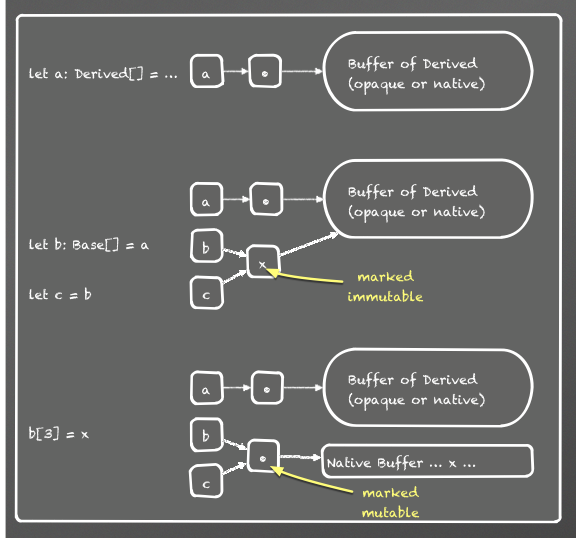 let a: Derived[] = ...
a
Buffer of Derived
(opaque or native)
a
Buffer of Derived
(opaque or native)
let b: Base[] = a
b
x
let c = b
c
marked
immutable
a
Buffer of Derived
(opaque or native)
b[3] = x
b
Native Buffer ... x ...
c
marked
mutable